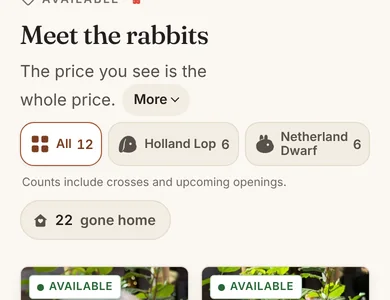 AVAILABLE
Meet the rabbits
The price you see is the
whole price. More
All 12 Holland Lop 6 Netherland Dwarf 6
Counts include crosses and upcoming openings.
22 gone home
AVAILABLE AVAILABLE